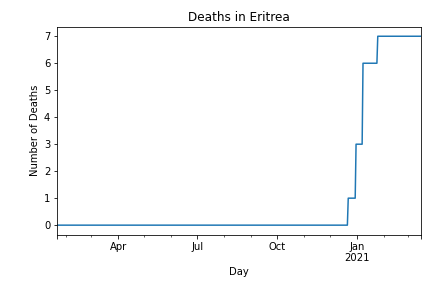 Deaths in Eritrea
Number of Deaths
7
6
5
4
3
2
1
0
Apr
Jul
Oct
Jan
2021
Day